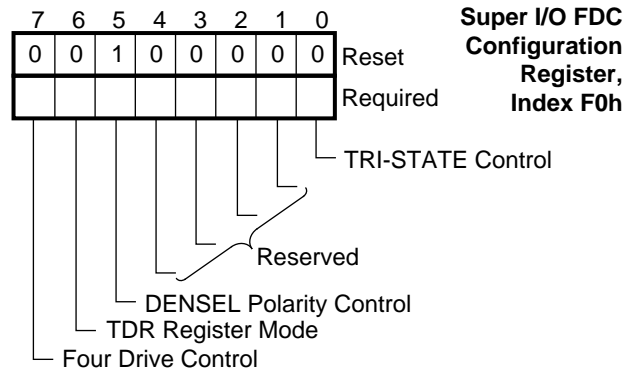 7 6 5 4 3 2 1 0
Super I/O FDC
Configuration
Register,
Index F0h
0 0 1 0 0 0 0 0 Reset
Required
TRI-STATE Control
Reserved
DENSEL Polarity Control
TDR Register Mode
Four Drive Control